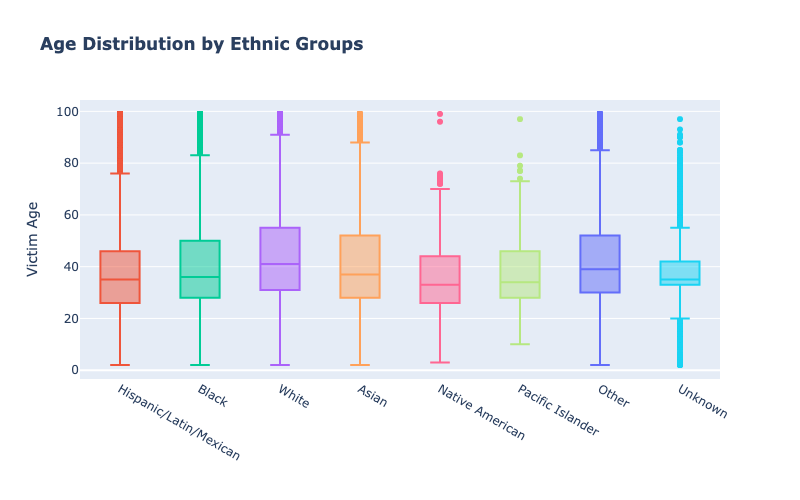 Age Distribution by Ethnic Groups
Victim Age
100
80
60
40
20
0
Hispanic/Latin/Mexican
Black
White
Asian
Native American
Pacific Islander
Other
Unknown